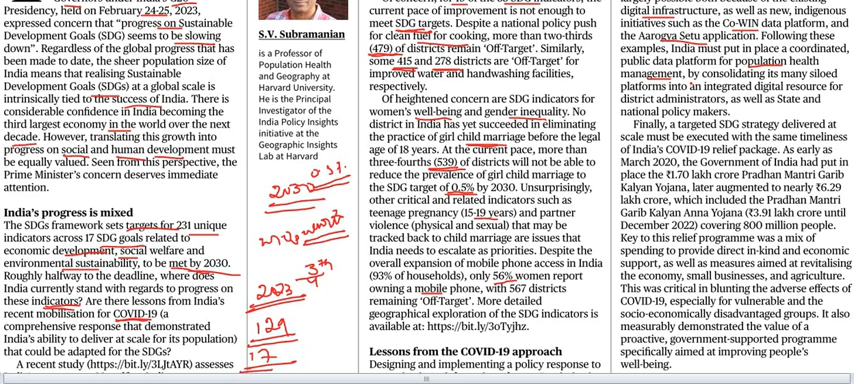 Presidency, held on February 24-25, 2023,
expressed concern that "progress on Sustainable
Development Goals (SDG) seems to be slowing
down". Regardless of the global progress that has
been made to date, the sheer population size of
India means that realising Sustainable
Development Goals (SDGs) at a global scale is
intrinsically tied to the success of India. There is
considerable confidence in India becoming the
third largest economy in the world over the next
decade. However, translating this growth into
progress on social and human development must
be equally valued. Seen from this perspective, the
Prime Minister's concern deserves immediate
attention.
India's progress is mixed
The SDGs framework sets targets for 231 unique
indicators across 17 SDG goals related to
economic development, social welfare and
environmental sustainability, to be met by 2030.
Roughly halfway to the deadline, where does
India currently stand with regards to progress on
these indicators? Are there lessons from India's
recent mobilisation for COVID-19 (a
comprehensive response that demonstrated
India's ability to deliver at scale for its population)
that could be adapted for the SDGs?
A recent study (https://bit.ly/3LJtAYR) assesses
S.V. Subramanian
is a Professor of
Population Health
and Geography at
Harvard University.
He is the Principal
Investigator of the
India Policy Insights
initiative at the
Geographic Insights
Lab at Harvard
0.5%
2030
3/4th
2023
129
17
current pace of improvement is not enough to
meet SDG targets. Despite a national policy push
for clean fuel for cooking, more than two-thirds
(479) of districts remain 'Off-Target'. Similarly,
some 415 and 278 districts are 'Off-Target' for
improved water and handwashing facilities,
respectively.
Of heightened concern are SDG indicators for
women's well-being and gender inequality. No
district in India has yet succeeded in eliminating
the practice of girl child marriage before the legal
age of 18 years. At the current pace, more than
three-fourths (539) of districts will not be able to
reduce the prevalence of girl child marriage to
the SDG target of 0.5% by 2030. Unsurprisingly,
other critical and related indicators such as
teenage pregnancy (15-19 years) and partner
violence (physical and sexual) that may be
tracked back to child marriage are issues that
India needs to escalate as priorities. Despite the
overall expansion of mobile phone access in India
(93% of households), only 56% women report
owning a mobile phone, with 567 districts
remaining 'Off-Target'. More detailed
geographical exploration of the SDG indicators is
available at: https://bit.ly/3oTyjhz.
Lessons from the COVID-19 approach
Designing and implementing a policy response to
digital infrastructure, as well as new, indigenous
initiatives such as the Co-WIN data platform, and
the Aarogya Setu application. Following these
examples, India must put in place a coordinated,
public data platform for population health
management, by consolidating its many siloed
platforms into an integrated digital resource for
district administrators, as well as State and
national policy makers.
Finally, a targeted SDG strategy delivered at
scale must be executed with the same timeliness
of India's COVID-19 relief package. As early as
March 2020, the Government of India had put in
place the ₹1.70 lakh crore Pradhan Mantri Garib
Kalyan Yojana, later augmented to nearly ₹6.29
lakh crore, which included the Pradhan Mantri
Garib Kalyan Anna Yojana (₹3.91 lakh crore until
December 2022) covering 800 million people.
Key to this relief programme was a mix of
spending to provide direct in-kind and economic
support, as well as measures aimed at revitalising
the economy, small businesses, and agriculture.
This was critical in blunting the adverse effects of
COVID-19, especially for vulnerable and the
socio-economically disadvantaged groups. It also
measurably demonstrated the value of a
proactive, government-supported programme
specifically aimed at improving people's
well-being.